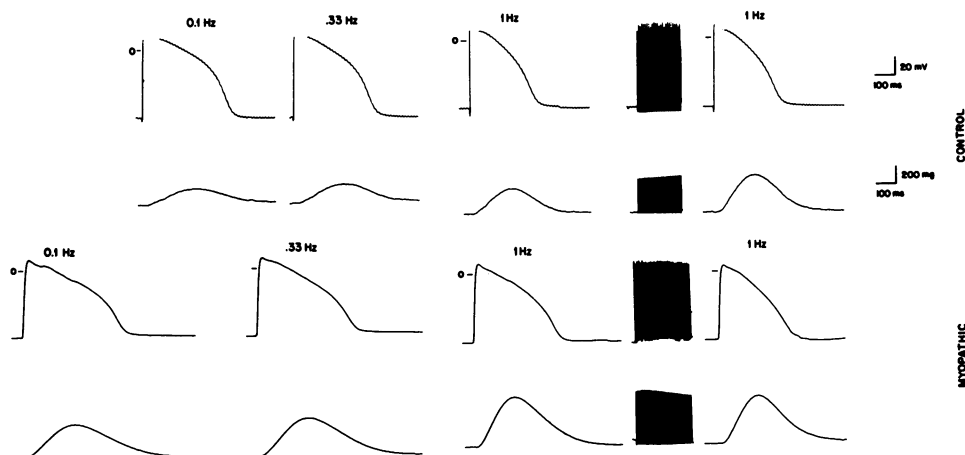 0.1 Hz
.33 Hz
1 Hz
1 Hz
0
0
20 mV
100 ms
CONTROL
200 mg
100 ms
0.1 Hz
.33 Hz
1 Hz
1 Hz
0
0
MYOPATHIC